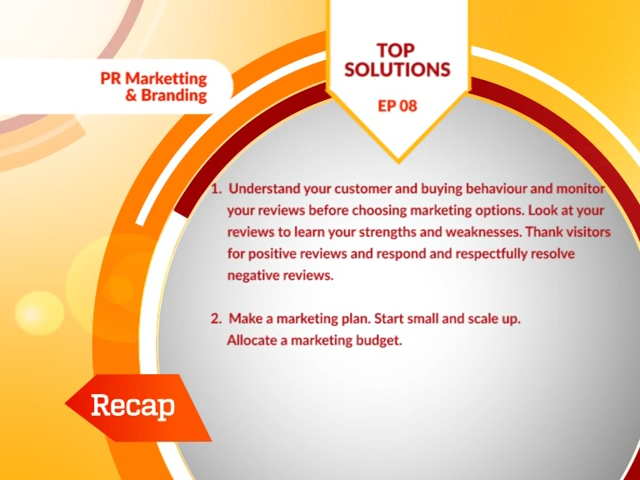 PR Marketting
& Branding
TOP
SOLUTIONS
EP 08
1. Understand your customer and buying behaviour and monitor
your reviews before choosing marketing options. Look at your
reviews to learn your strengths and weaknesses. Thank visitors
for positive reviews and respond and respectfully resolve
negative reviews.
2. Make a marketing plan. Start small and scale up.
Allocate a marketing budget.
Recap